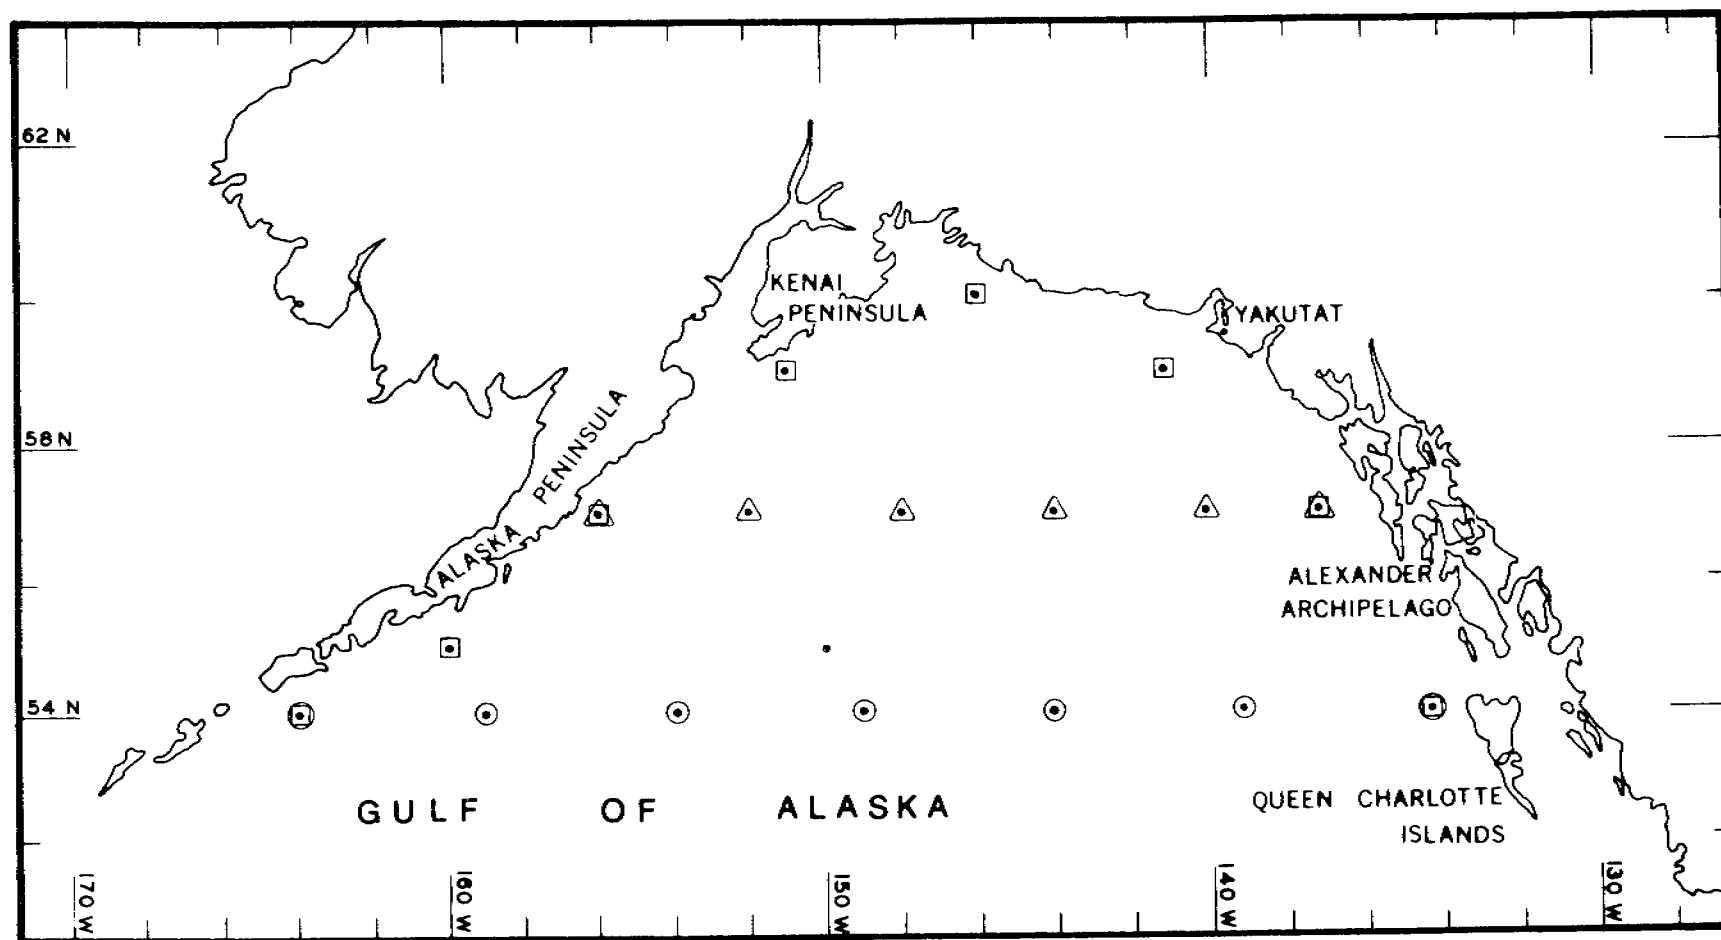 62 N
KENAI
PENINSULA
YAKUTAT
58 N
ALASKA PENINSULA
ALEXANDER
ARCHIPELAGO
54 N
GULF OF ALASKA
QUEEN CHARLOTTE
ISLANDS
170 W
160 W
150 W
140 W
130 W